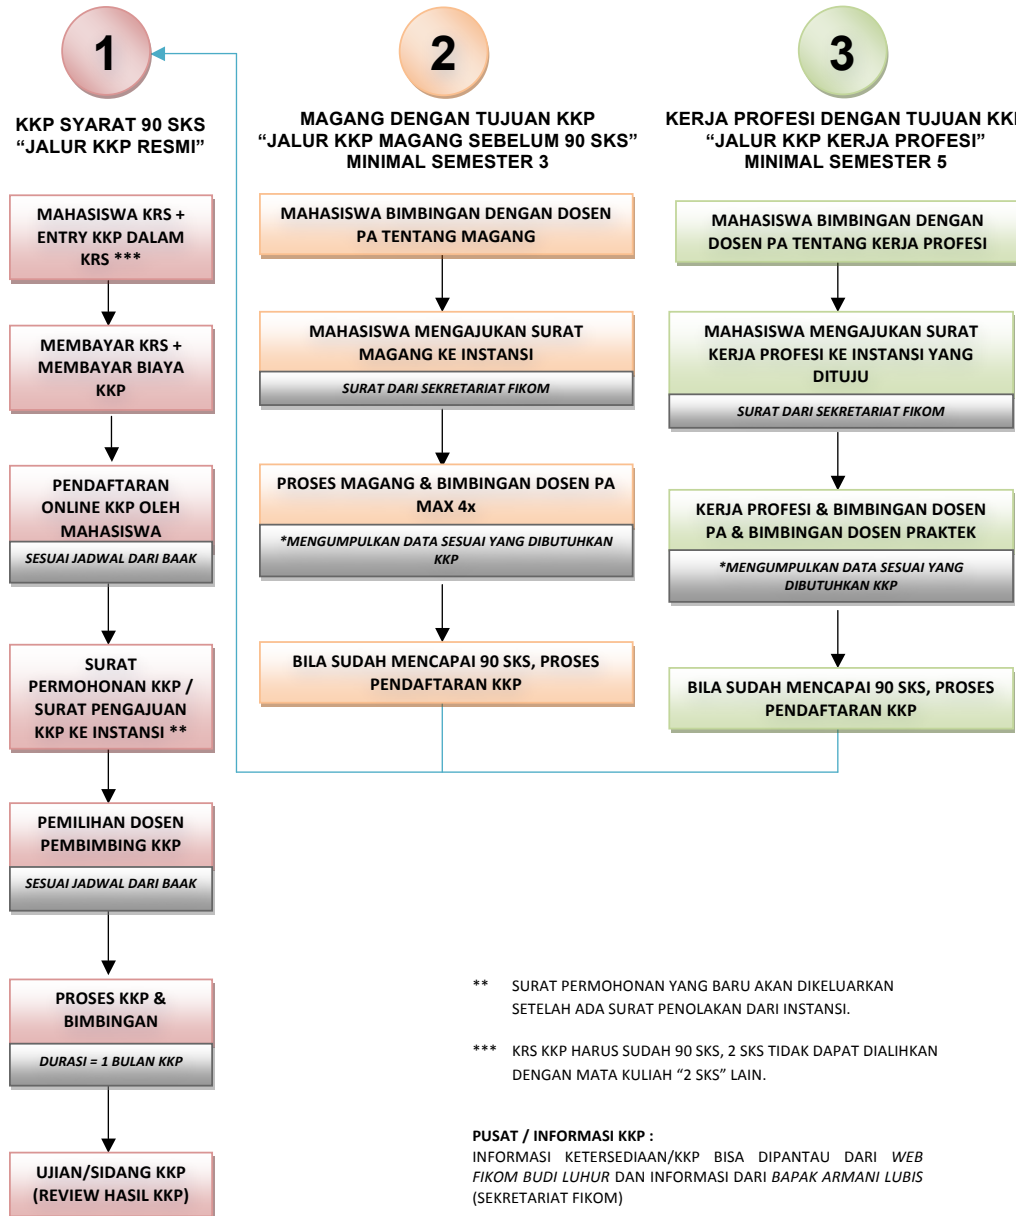 1
KKP SYARAT 90 SKS
“JALUR KKP RESMI”
MAHASISWA KRS +
ENTRY KKP DALAM
KRS ***
MEMBAYAR KRS +
MEMBAYAR BIAYA
KKP
PENDAFTARAN
ONLINE KKP OLEH
MAHASISWA
SESUAI JADWAL DARI BAAK
SURAT
PERMOHONAN KKP /
SURAT PENGAJUAN
KKP KE INSTANSI **
PEMILIHAN DOSEN
PEMBIMBING KKP
SESUAI JADWAL DARI BAAK
PROSES KKP &
BIMBINGAN
DURASI = 1 BULAN KKP
UJIAN/SIDANG KKP
(REVIEW HASIL KKP)
2
MAGANG DENGAN TUJUAN KKP
“JALUR KKP MAGANG SEBELUM 90 SKS”
MINIMAL SEMESTER 3
MAHASISWA BIMBINGAN DENGAN DOSEN
PA TENTANG MAGANG
MAHASISWA MENGAJUKAN SURAT
MAGANG KE INSTANSI
SURAT DARI SEKRETARIAT FIKOM
PROSES MAGANG & BIMBINGAN DOSEN PA
MAX 4x
*MENGUMPULKAN DATA SESUAI YANG DIBUTUHKAN
KKP
BILA SUDAH MENCAPAI 90 SKS, PROSES
PENDAFTARAN KKP
3
KERJA PROFESI DENGAN TUJUAN KK
“JALUR KKP KERJA PROFESI”
MINIMAL SEMESTER 5
MAHASISWA BIMBINGAN DENGAN
DOSEN PA TENTANG KERJA PROFESI
MAHASISWA MENGAJUKAN SURAT
KERJA PROFESI KE INSTANSI YANG
DITUJU
SURAT DARI SEKRETARIAT FIKOM
KERJA PROFESI & BIMBINGAN DOSEN
PA & BIMBINGAN DOSEN PRAKTEK
*MENGUMPULKAN DATA SESUAI YANG
DIBUTUHKAN KKP
BILA SUDAH MENCAPAI 90 SKS, PROSES
PENDAFTARAN KKP
** SURAT PERMOHONAN YANG BARU AKAN DIKELUARKAN
SETELAH ADA SURAT PENOLAKAN DARI INSTANSI.
*** KRS KKP HARUS SUDAH 90 SKS, 2 SKS TIDAK DAPAT DIALIHKAN
DENGAN MATA KULIAH “2 SKS” LAIN.
PUSAT / INFORMASI KKP :
INFORMASI KETERSEDIAAN/KKP BISA DIPANTAU DARI WEB
FIKOM BUDI LUHUR DAN INFORMASI DARI BAPAK ARMANI LUBIS
(SEKRETARIAT FIKOM)